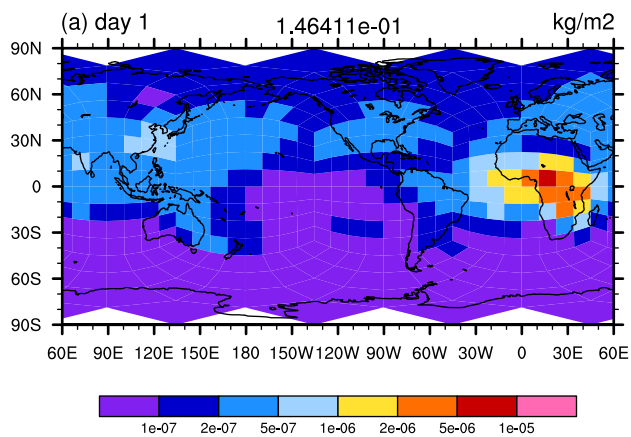 (a) day 1 1.46411e-01 kg/m2
90N
60N
30N
0
30S
60S
90S
60E 90E 120E 150E 180 150W 120W 90W 60W 30W 0 30E 60E
1e-07 2e-07 5e-07 1e-06 2e-06 5e-06 1e-05